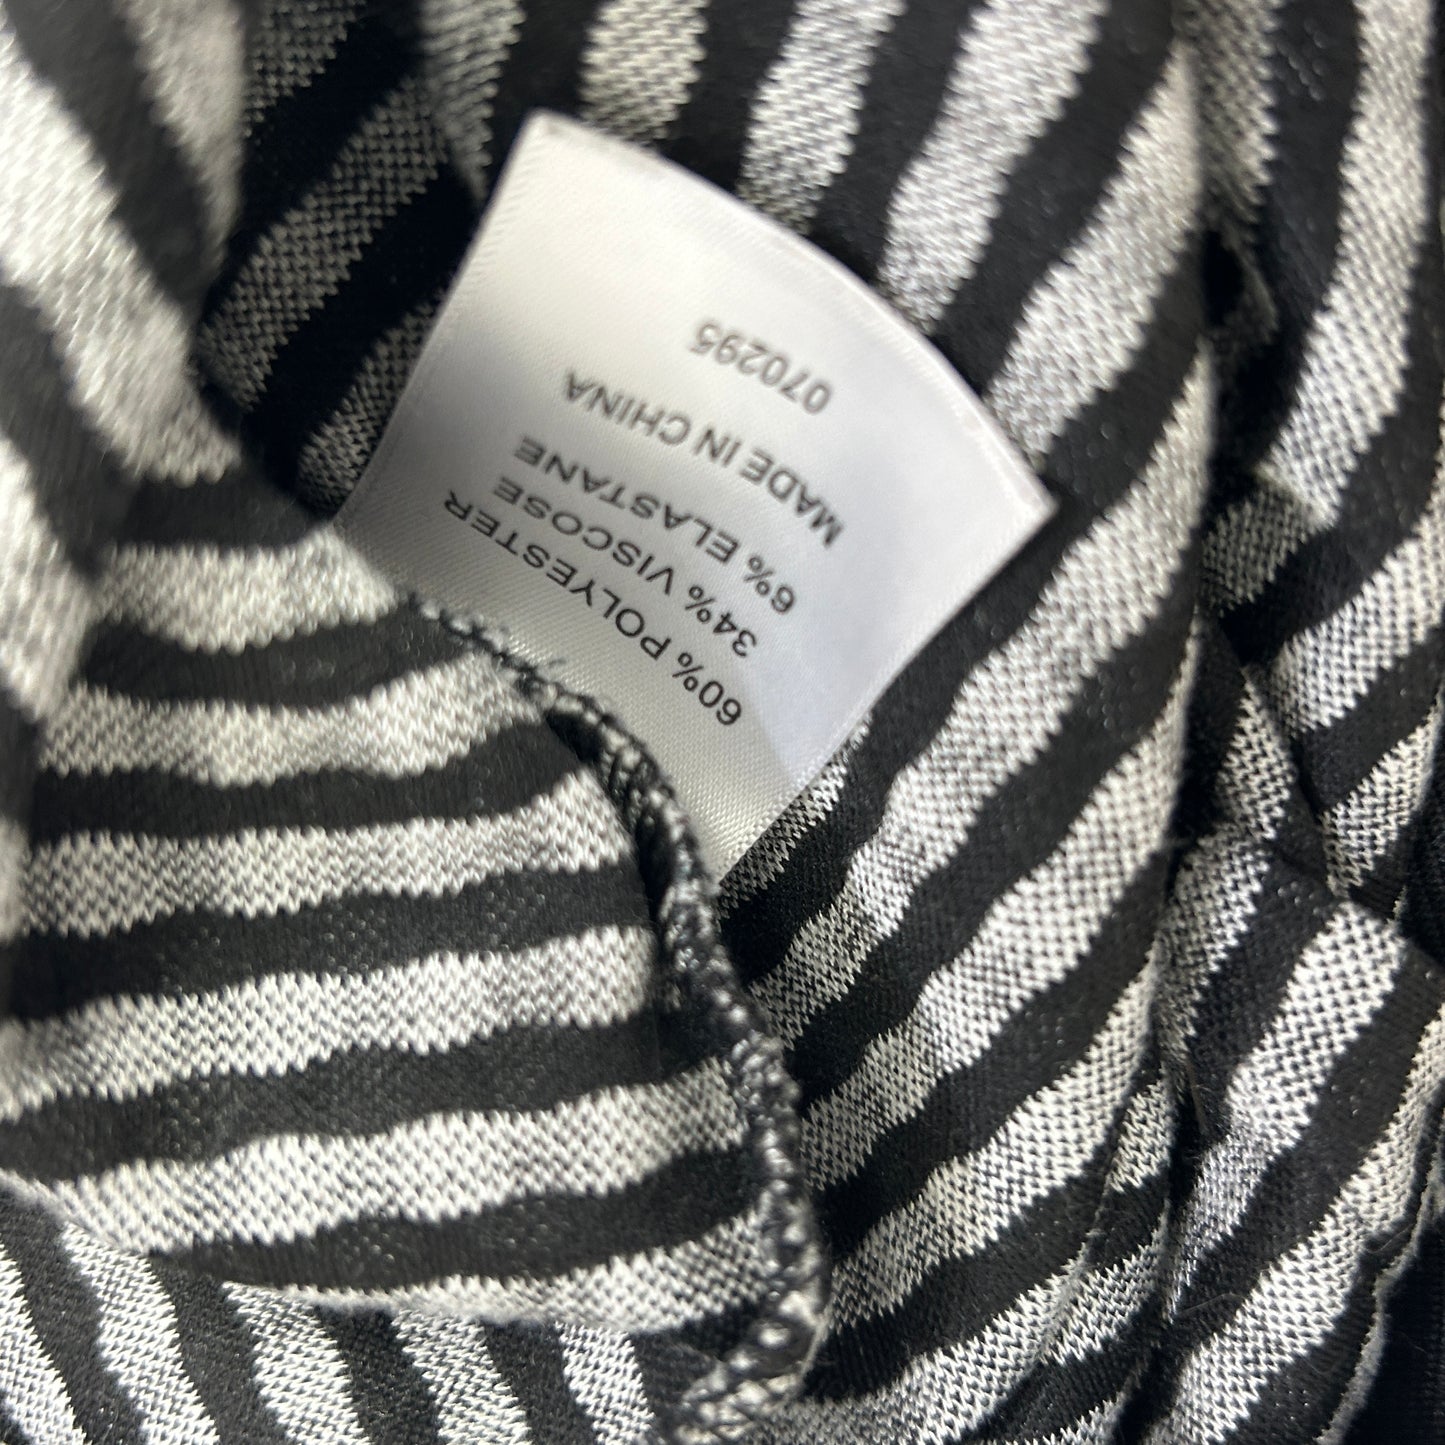 60% POLYESTER
34% VISCOSE
6% ELASTANE
MADE IN CHINA
070295